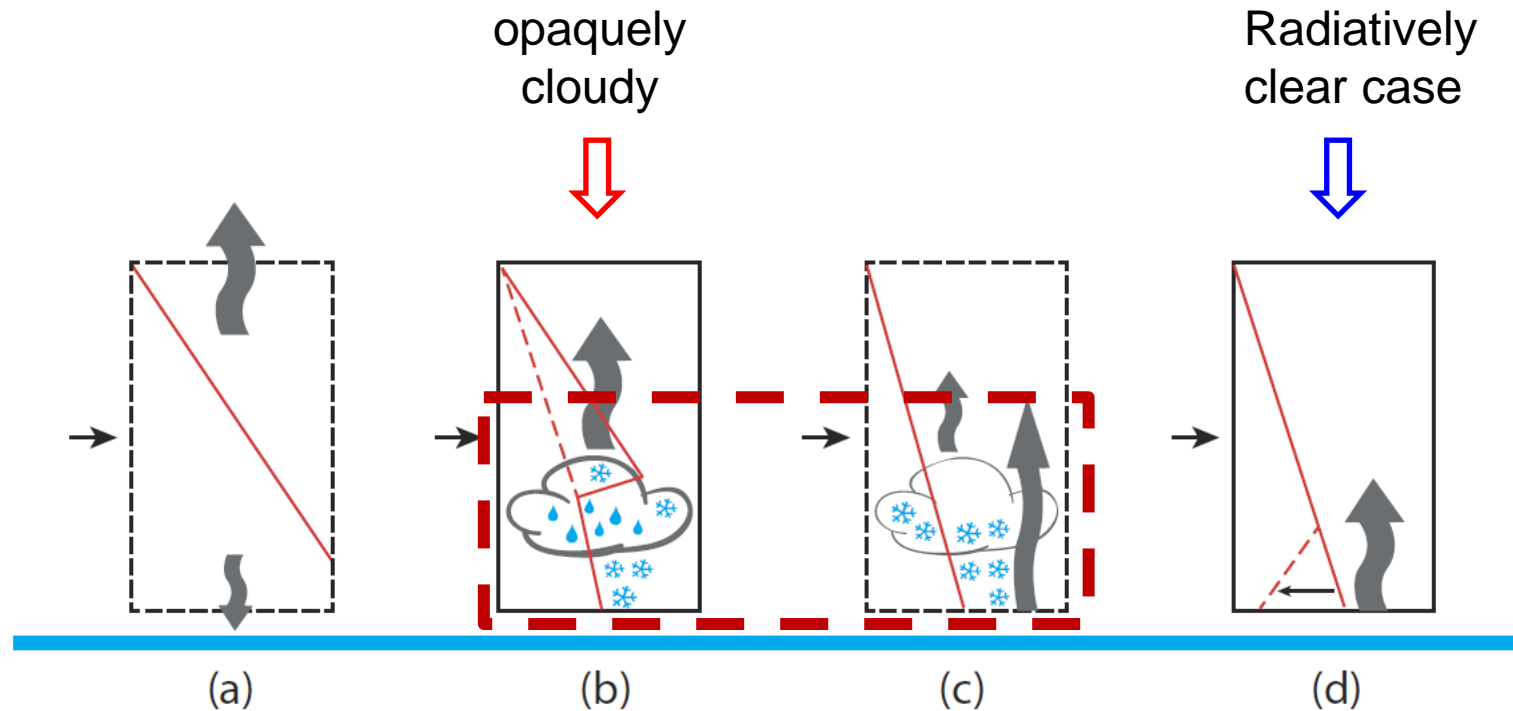 opaquely
cloudy
Radiatively
clear case
(a)
(b)
(c)
(d)